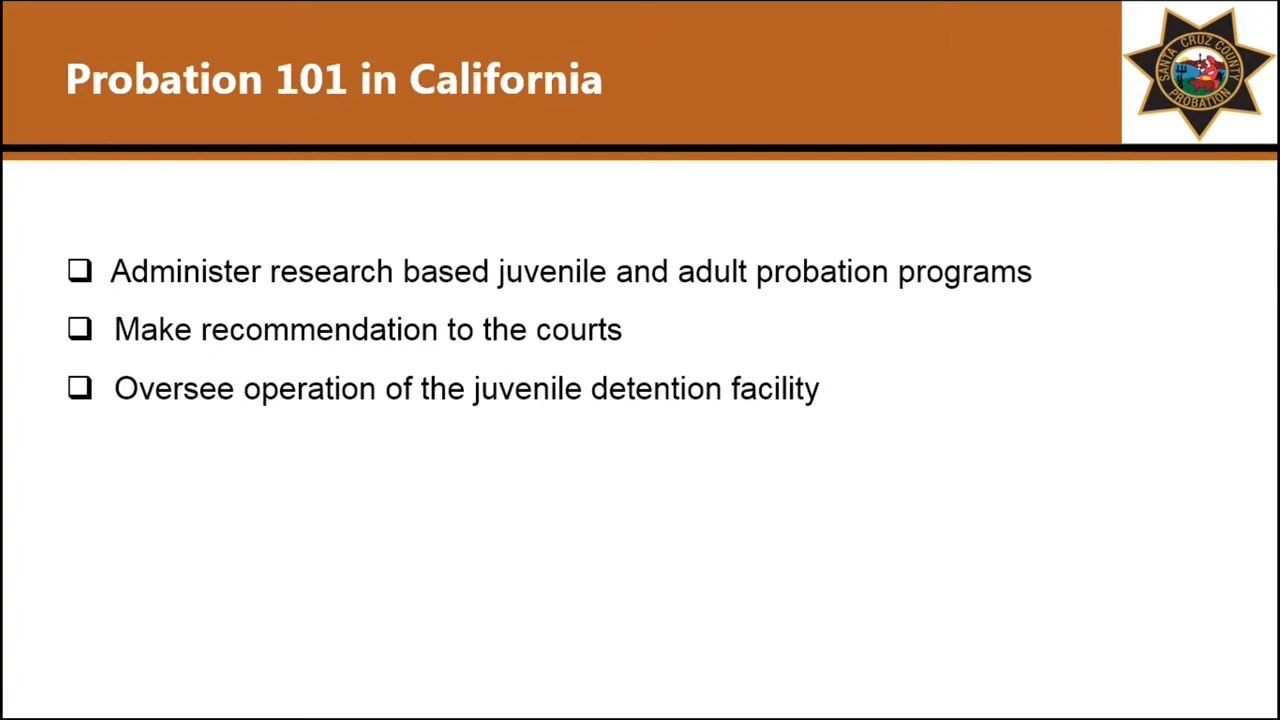 Probation 101 in California
SANTA CRUZ COUNTY
PROBATION
❑ Administer research based juvenile and adult probation programs
❑ Make recommendation to the courts
❑ Oversee operation of the juvenile detention facility